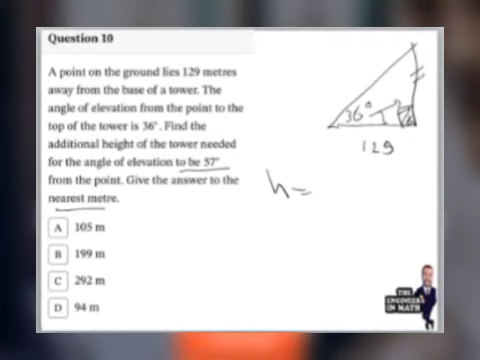 Question 10
A point on the ground lies 129 metres
away from the base of a tower. The
angle of elevation from the point to the
top of the tower is 36°. Find the
additional height of the tower needed
for the angle of elevation to be 57°
from the point. Give the answer to the
nearest metre.
A 105 m
B 199 m
C 292 m
D 94 m
36°
129
h =
THE
ENGINEER
IN MATH